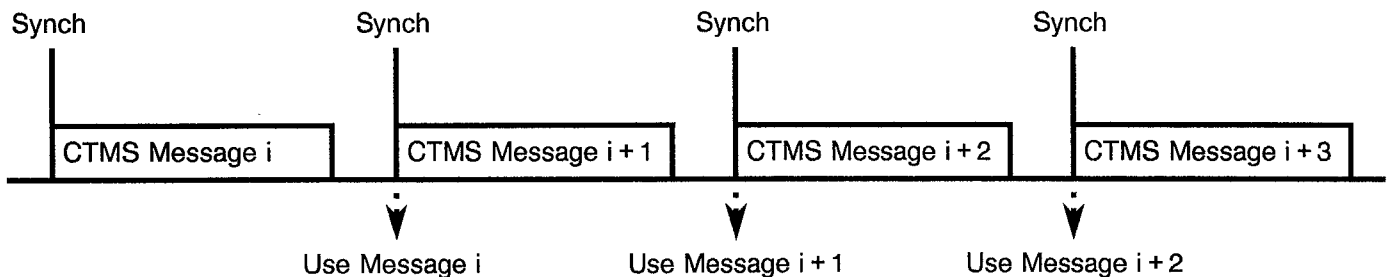 Synch Synch Synch Synch
CTMS Message i CTMS Message i + 1 CTMS Message i + 2 CTMS Message i + 3
Use Message i Use Message i + 1 Use Message i + 2